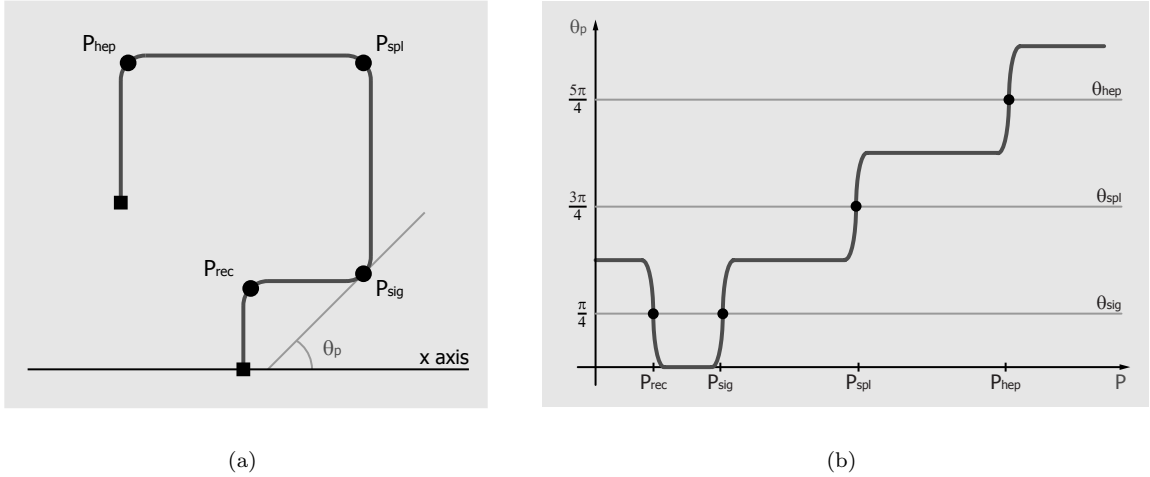 Phep
Pspl
Prec
Psig
θp
x axis
(a)
θp
5π/4
θhep
3π/4
θspl
π/4
θsig
Prec
Psig
Pspl
Phep
P
(b)